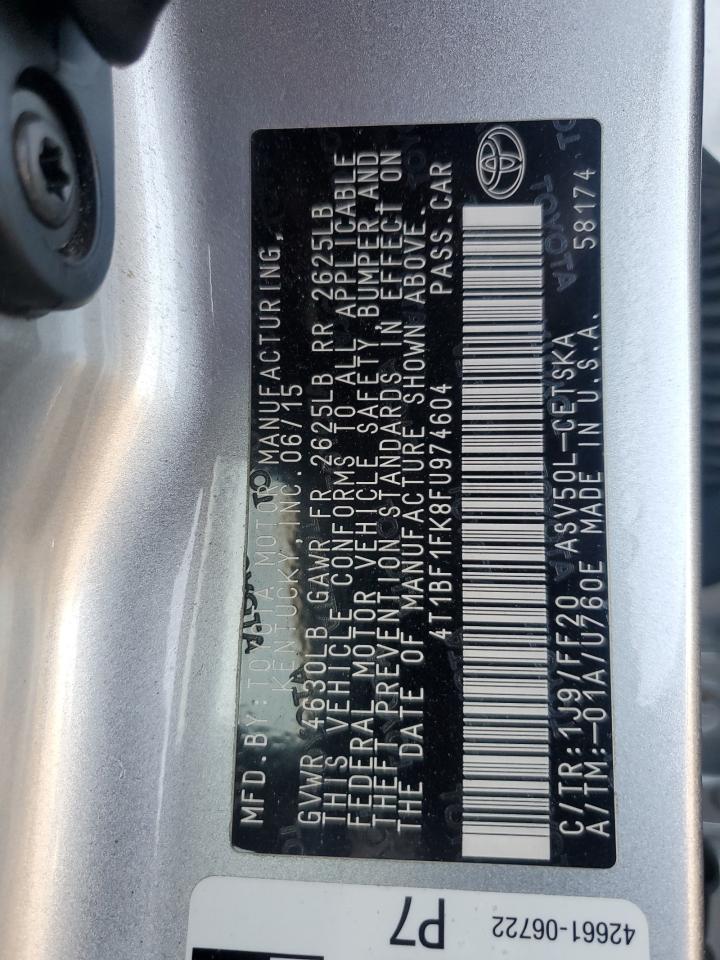 MFD.BY:TOYOTA MOTOR MANUFACTURING,
KENTUCKY,INC.06/15
GVWR 4630LB GAWR FR 2625LB RR 2625LB
THIS VEHICLE CONFORMS TO ALL APPLICABLE
FEDERAL MOTOR VEHICLE SAFETY, BUMPER,AND
THEFT PREVENTION STANDARDS IN EFFECT ON
THE DATE OF MANUFACTURE SHOWN ABOVE.
4T1BF1FK8FU974604 PASS.CAR
C/TR:1J9/FF20 ASV50L-CETSKA
A/TM:-01A/U760E MADE IN U.S.A. 58174
P7
42661-06722